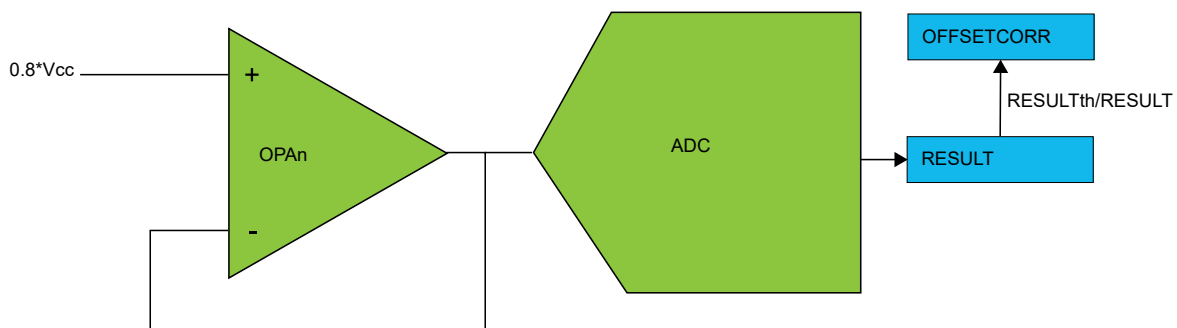 0.8*Vcc
+
OPAn
-
ADC
OFFSETCORR
RESULTth/RESULT
RESULT